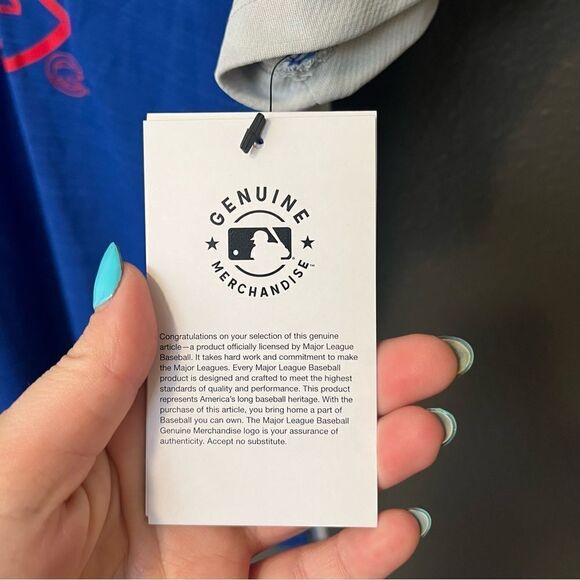 GENUINE
MERCHANDISE
Congratulations on your selection of this genuine
article—a product officially licensed by Major League
Baseball. It takes hard work and commitment to make
the Major Leagues. Every Major League Baseball
product is designed and crafted to meet the highest
standards of quality and performance. This product
represents America's long baseball heritage. With the
purchase of this article, you bring home a part of
Baseball you can own. The Major League Baseball
Genuine Merchandise logo is your assurance of
authenticity. Accept no substitute.